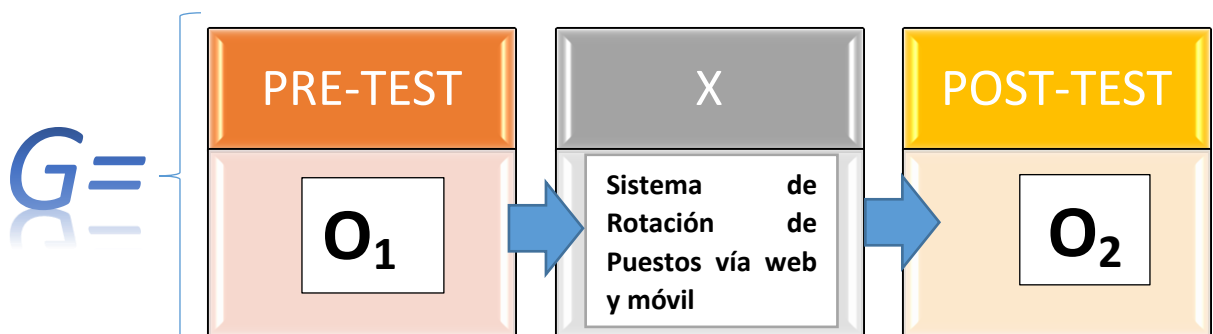 G=
PRE-TEST
X
POST-TEST
O₁
Sistema de
Rotación de
Puestos vía web
y móvil
O₂